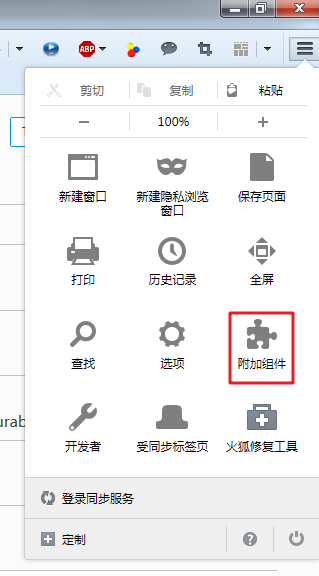 ABP
剪切 复制 粘贴
100%
新建窗口 新建隐私浏览窗口 保存页面
打印 历史记录 全屏
查找 选项 附加组件
urab
开发者 受同步标签页 火狐修复工具
登录同步服务
定制